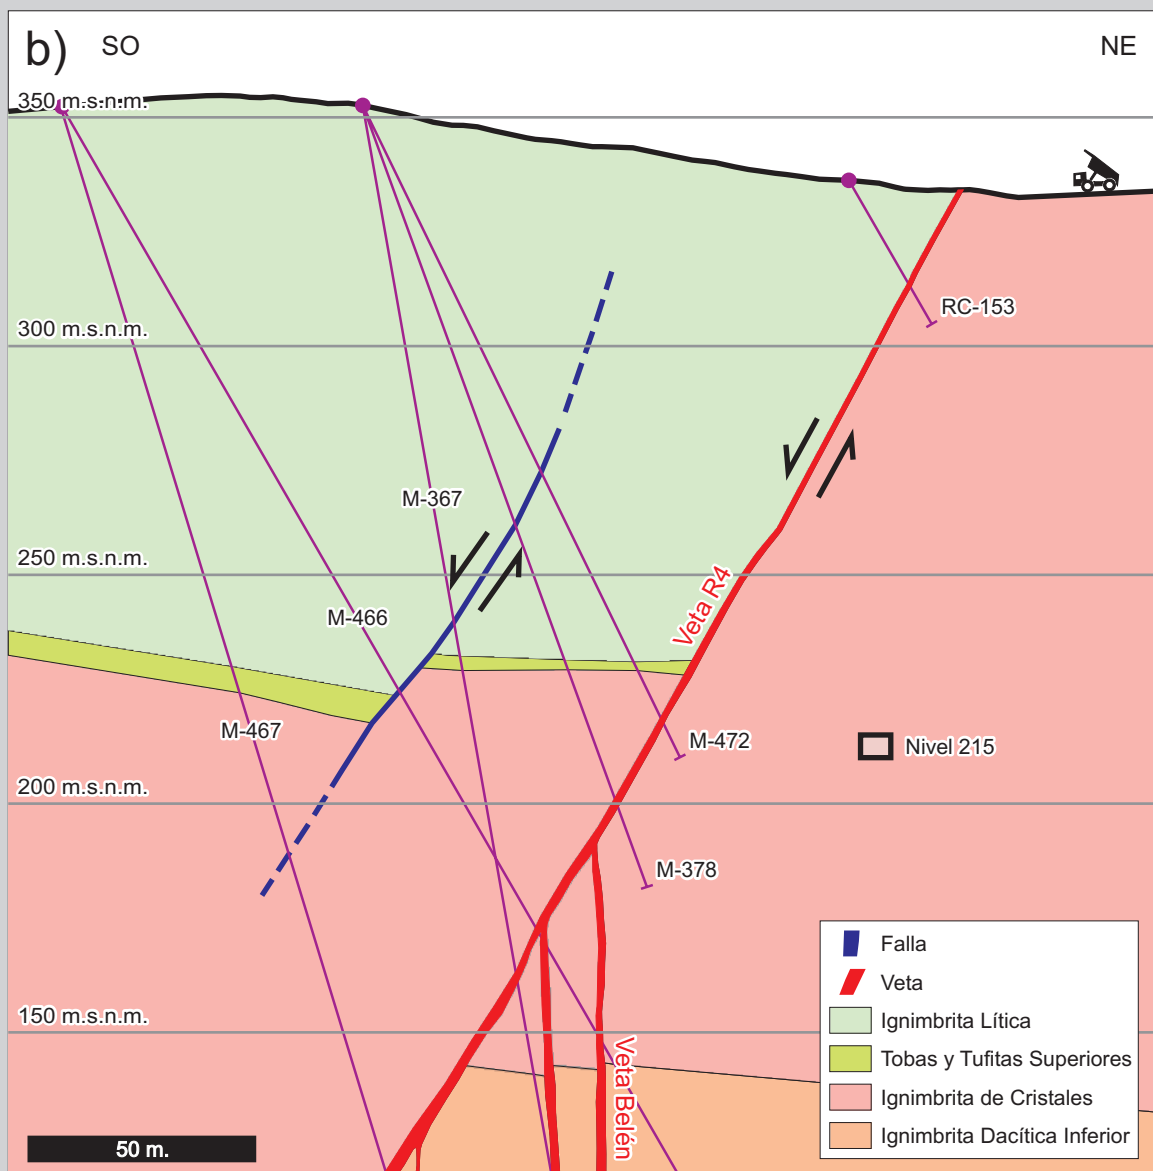 b) SO NE
350 m.s.n.m.
RC-153
300 m.s.n.m.
M-367
250 m.s.n.m.
Veta R4
M-466
M-467
M-472
Nivel 215
200 m.s.n.m.
M-378
Falla
Veta
150 m.s.n.m.
Ignimbrita Lítica
Veta Belén
Tobas y Tufitas Superiores
Ignimbrita de Cristales
Ignimbrita Dacítica Inferior
50 m.